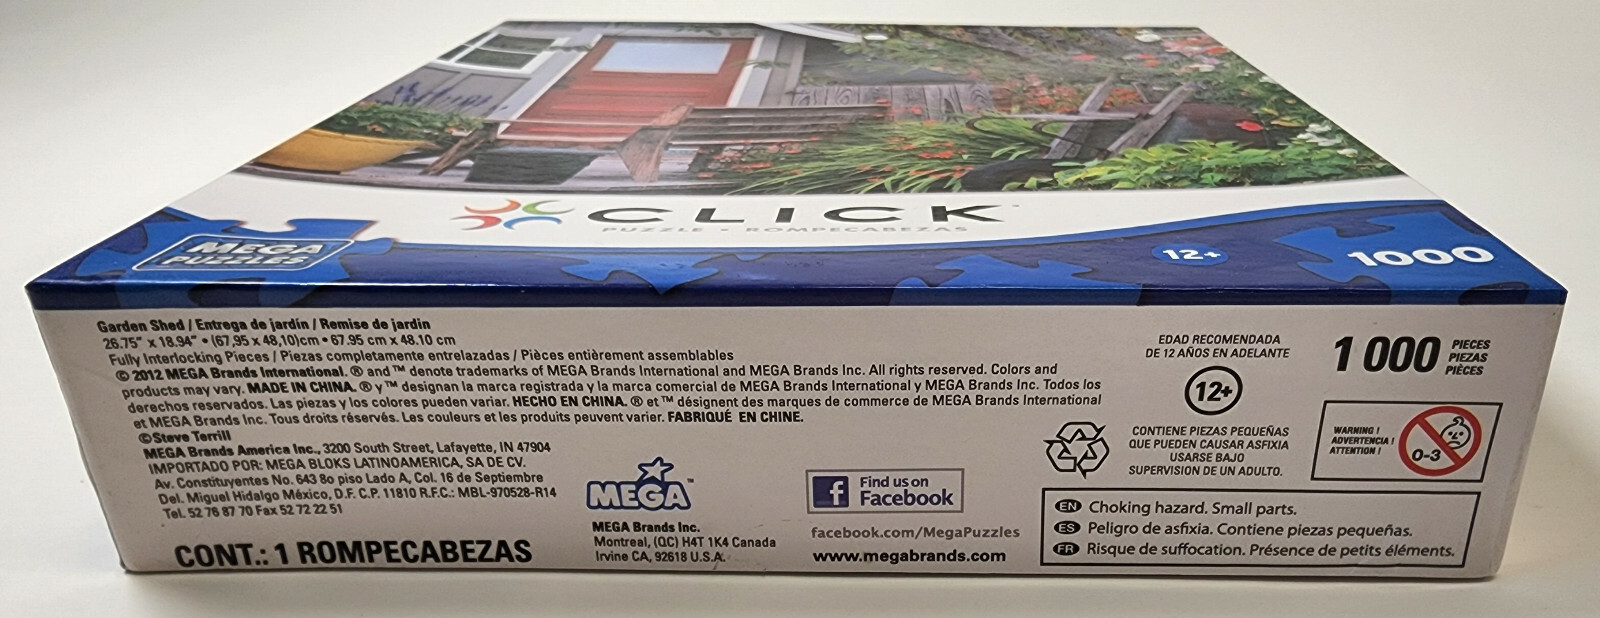 CLICK™
PUZZLE • ROMPECABEZAS
MEGA
PUZZLES
12+
1000
Garden Shed / Entrega de jardín / Remise de jardin
26.75" x 18.94" • (67,95 x 48,10)cm • 67.95 cm x 48.10 cm
Fully Interlocking Pieces / Piezas completamente entrelazadas / Pièces entièrement assemblables
© 2012 MEGA Brands International. ® and ™ denote trademarks of MEGA Brands International and MEGA Brands Inc. All rights reserved. Colors and
products may vary. MADE IN CHINA. ® y ™ designan la marca registrada y la marca comercial de MEGA Brands International y MEGA Brands Inc. Todos los
derechos reservados. Las piezas y los colores pueden variar. HECHO EN CHINA. ® et ™ désignent des marques de commerce de MEGA Brands International
et MEGA Brands Inc. Tous droits réservés. Les couleurs et les produits peuvent varier. FABRIQUÉ EN CHINE.
© Steve Terrill
MEGA Brands America Inc., 3200 South Street, Lafayette, IN 47904
IMPORTADO POR: MEGA BLOKS LATINOAMERICA, SA DE CV.
Av. Constituyentes No. 643 8o piso Lado A, Col. 16 de Septiembre
Del. Miguel Hidalgo México, D.F. C.P. 11810 R.F.C.: MBL-970528-R14
Tel. 52 76 87 70 Fax 52 72 22 51
CONT.: 1 ROMPECABEZAS
MEGA™
MEGA Brands Inc.
Montreal, (QC) H4T 1K4 Canada
Irvine CA, 92618 U.S.A.
f Find us on
Facebook
facebook.com/MegaPuzzles
www.megabrands.com
EDAD RECOMENDADA
DE 12 AÑOS EN ADELANTE
12+
CONTIENE PIEZAS PEQUEÑAS
QUE PUEDEN CAUSAR ASFIXIA
USARSE BAJO
SUPERVISION DE UN ADULTO.
1 000
PIECES
PIEZAS
PIÈCES
WARNING !
ADVERTENCIA !
ATTENTION !
0-3
EN Choking hazard. Small parts.
ES Peligro de asfixia. Contiene piezas pequeñas.
FR Risque de suffocation. Présence de petits éléments.